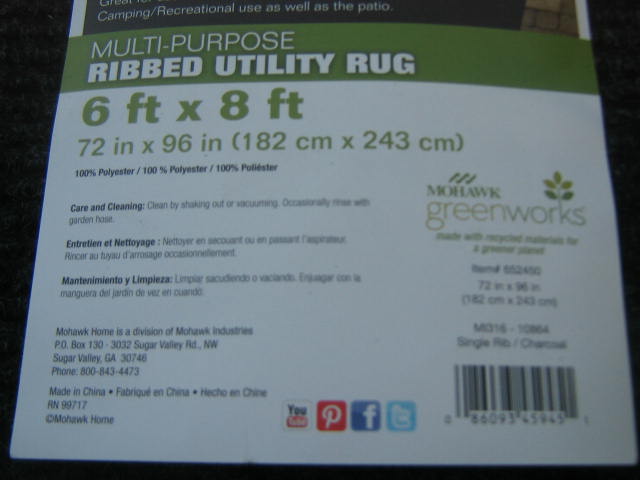 Camping/Recreational use as well as the patio.
MULTI-PURPOSE
RIBBED UTILITY RUG
6 ft x 8 ft
72 in x 96 in (182 cm x 243 cm)
100% Polyester / 100 % Polyester / 100% Poliéster
Care and Cleaning: Clean by shaking out or vacuuming. Occasionally rinse with
garden hose.
Entretien et Nettoyage : Nettoyer en secouant ou en passant l'aspirateur.
Rincer au tuyau d'arrosage occasionnellement.
Mantenimiento y Limpieza: Limpiar sacudiendo o vaciando. Enjuagar con la
manguera del jardín de vez en cuando.
MOHAWK
greenworks
made with recycled materials for
a greener planet
Item# 652450
72 in x 96 in
(182 cm x 243 cm)
MI316 - 10864
Single Rib / Charcoal
Mohawk Home is a division of Mohawk Industries
P.O. Box 130 - 3032 Sugar Valley Rd., NW
Sugar Valley, GA 30746
Phone: 800-843-4473
Made in China • Fabriqué en China • Hecho en Chine
RN 99717
©Mohawk Home
You
Tube
0 86093 45945 1